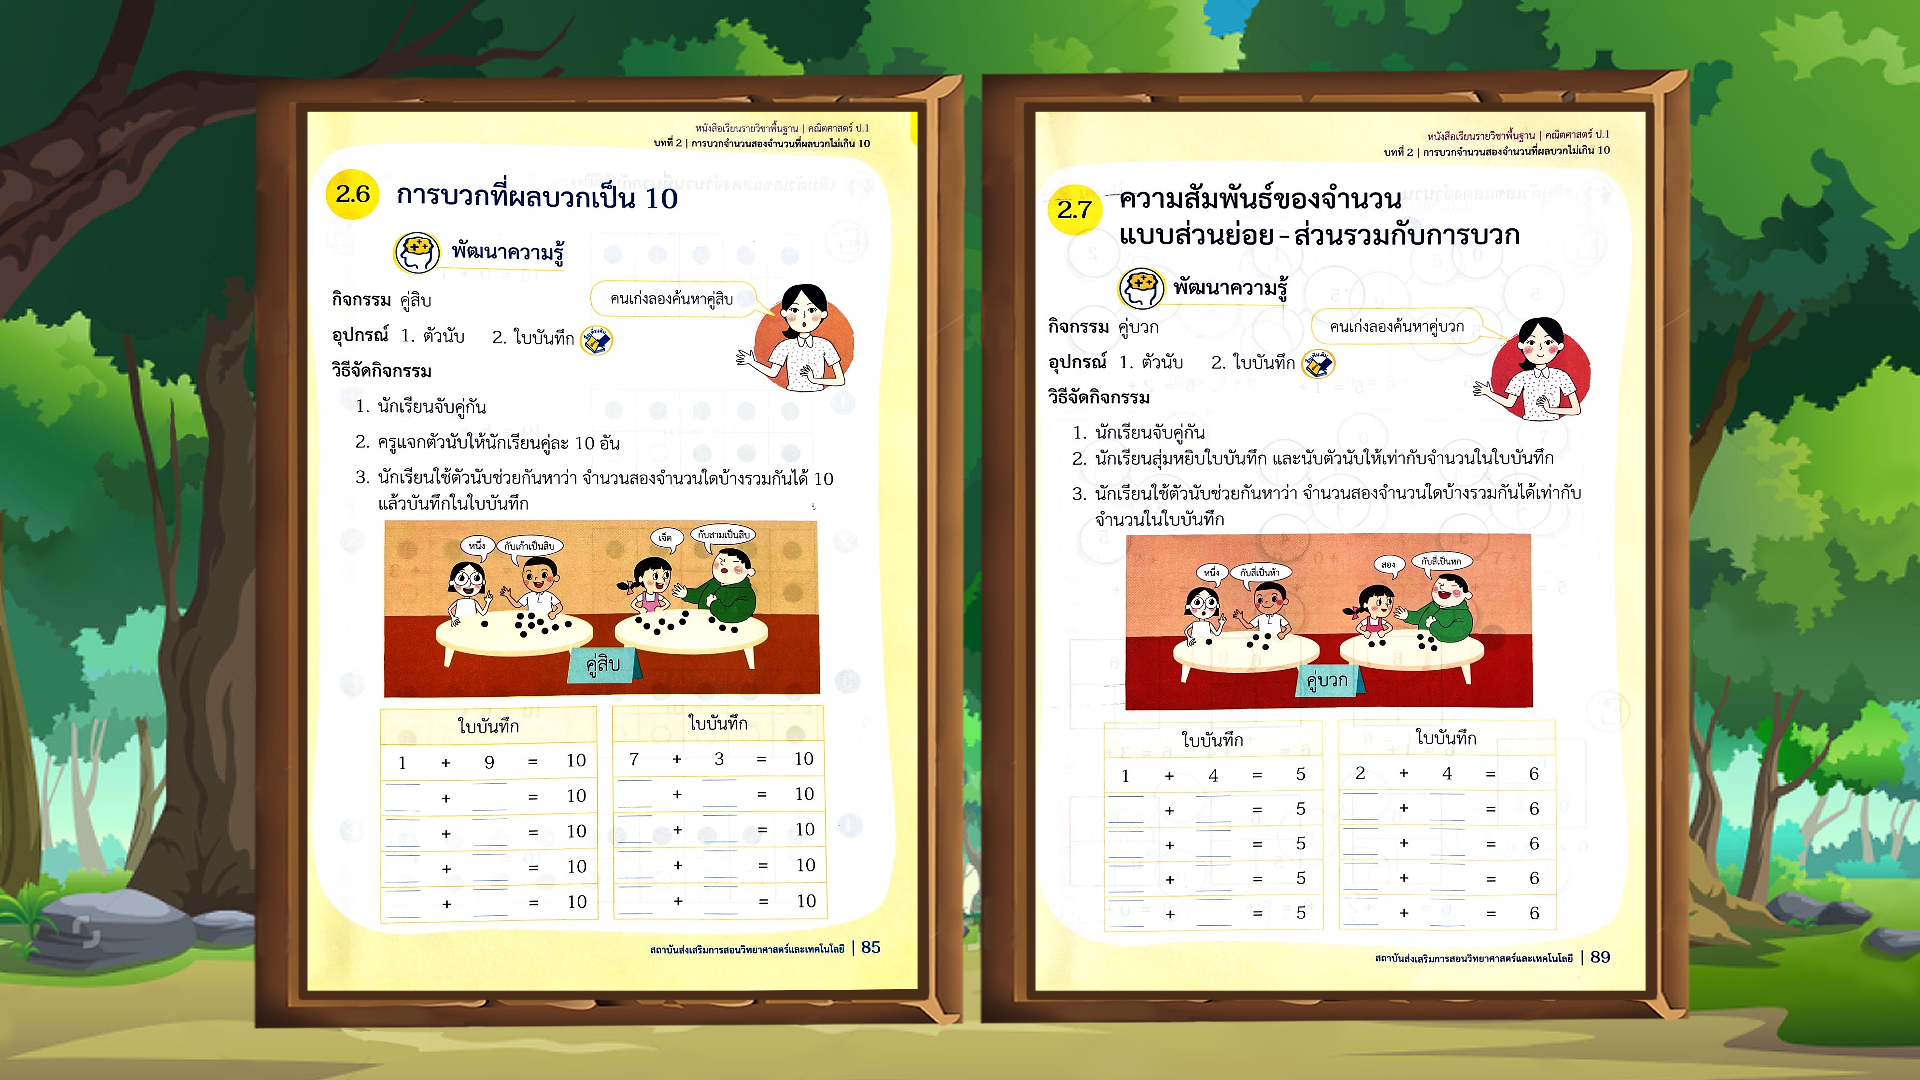 หนังสือเรียนรายวิชาพื้นฐาน | คณิตศาสตร์ ป.1
บทที่ 2 | การบวกจำนวนสองจำนวนที่ผลบวกไม่เกิน 10
2.6 การบวกที่ผลบวกเป็น 10
พัฒนาความรู้
คนเก่งลองค้นหาคู่สิบ
กิจกรรม คู่สิบ
อุปกรณ์ 1. ตัวนับ 2. ใบบันทึก
วิธีจัดกิจกรรม
1. นักเรียนจับคู่กัน
2. ครูแจกตัวนับให้นักเรียนคู่ละ 10 อัน
3. นักเรียนใช้ตัวนับช่วยกันหาว่า จำนวนสองจำนวนใดบ้างรวมกันได้ 10
แล้วบันทึกในใบบันทึก
หนึ่ง กับเก้าเป็นสิบ เจ็ด กับสามเป็นสิบ
คู่สิบ
ใบบันทึก ใบบันทึก
1 + 9 = 10 7 + 3 = 10
+ = 10 + = 10
+ = 10 + = 10
+ = 10 + = 10
+ = 10 + = 10
สถาบันส่งเสริมการสอนวิทยาศาสตร์และเทคโนโลยี | 85
หนังสือเรียนรายวิชาพื้นฐาน | คณิตศาสตร์ ป.1
บทที่ 2 | การบวกจำนวนสองจำนวนที่ผลบวกไม่เกิน 10
2.7 ความสัมพันธ์ของจำนวน
แบบส่วนย่อย - ส่วนรวมกับการบวก
พัฒนาความรู้
คนเก่งลองค้นหาคู่บวก
กิจกรรม คู่บวก
อุปกรณ์ 1. ตัวนับ 2. ใบบันทึก
วิธีจัดกิจกรรม
1. นักเรียนจับคู่กัน
2. นักเรียนสุ่มหยิบใบบันทึก และนับตัวนับให้เท่ากับจำนวนในใบบันทึก
3. นักเรียนใช้ตัวนับช่วยกันหาว่า จำนวนสองจำนวนใดบ้างรวมกันได้เท่ากับ
จำนวนในใบบันทึก
หนึ่ง กับสี่เป็นห้า สอง กับสี่เป็นหก
คู่บวก
ใบบันทึก ใบบันทึก
1 + 4 = 5 2 + 4 = 6
+ = 5 + = 6
+ = 5 + = 6
+ = 5 + = 6
+ = 5 + = 6
สถาบันส่งเสริมการสอนวิทยาศาสตร์และเทคโนโลยี | 89